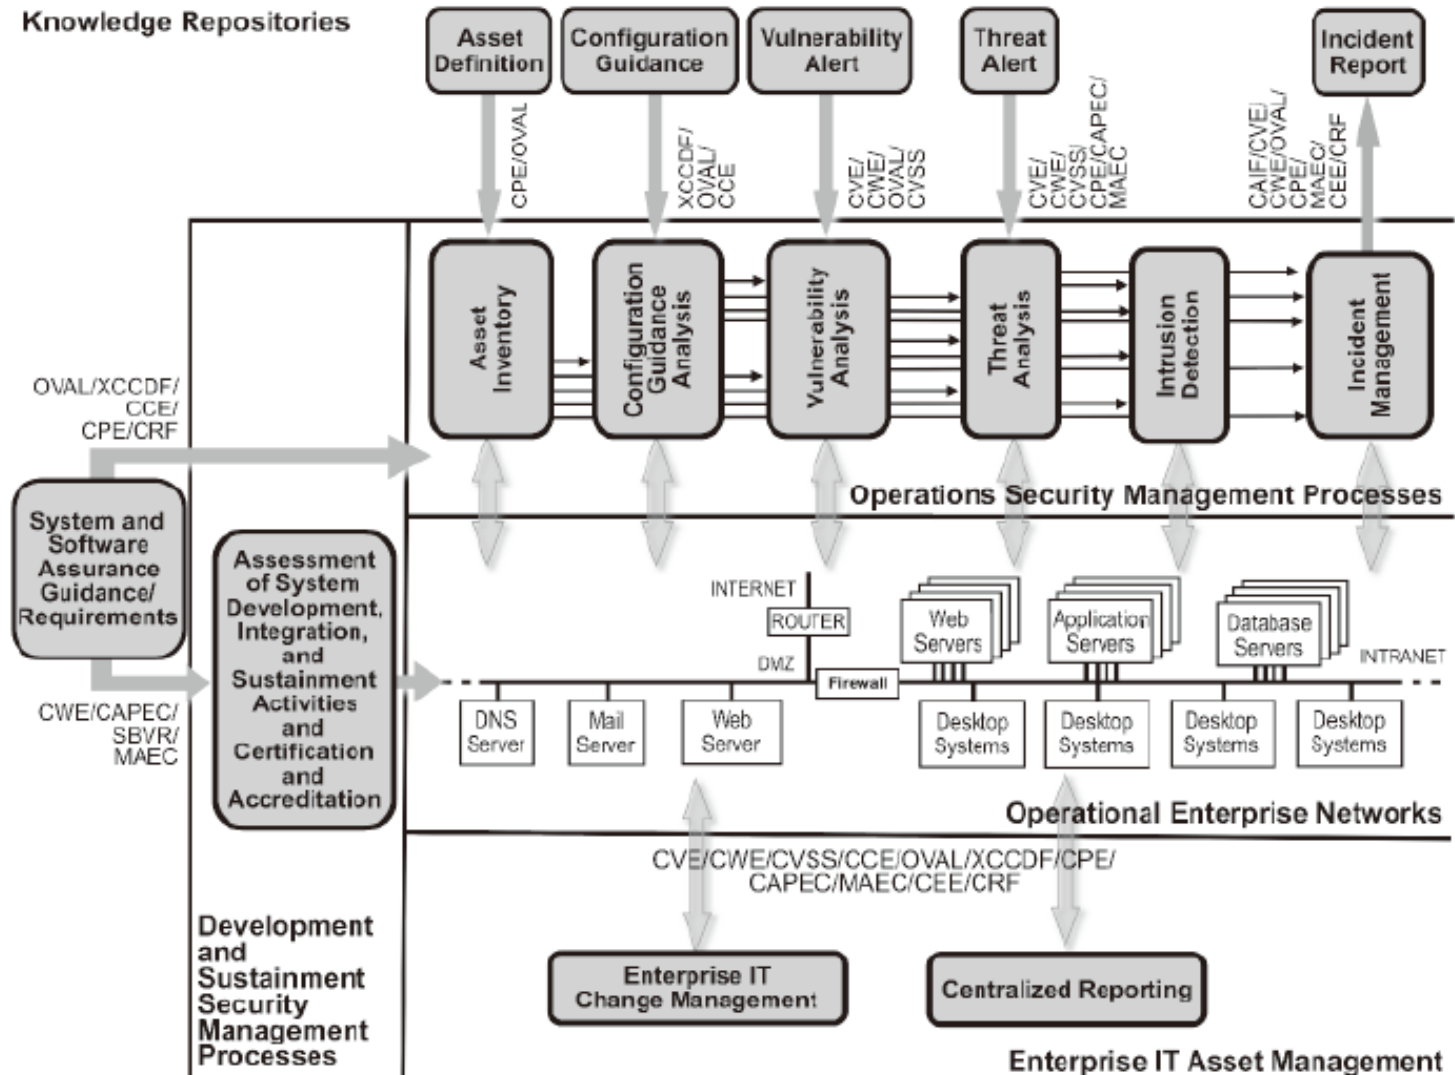 Knowledge Repositories
Asset
Definition
Configuration
Guidance
Vulnerability
Alert
Threat
Alert
Incident
Report
CPE/OVAL
XCCDF/
OVAL/
CCE
CVE/
CWE/
OVAL/
CVSS
CVE/
CWE/
CVSS/
CPE/CAPEC/
MAEC
CAIF/CVE/
CWE/OVAL/
CPE/
MAEC/
CEE/CRF
Asset
Inventory
Configuration
Guidance
Analysis
Vulnerability
Analysis
Threat
Analysis
Intrusion
Detection
Incident
Management
OVAL/XCCDF/
CCE/
CPE/CRF
Operations Security Management Processes
System and
Software
Assurance
Guidance/
Requirements
CWE/CAPEC/
SBVR/
MAEC
Assessment
of System
Development,
Integration,
and
Sustainment
Activities
and
Certification
and
Accreditation
INTERNET
ROUTER
DMZ
Firewall
Web
Servers
Application
Servers
Database
Servers
INTRANET
DNS
Server
Mail
Server
Web
Server
Desktop
Systems
Desktop
Systems
Desktop
Systems
Desktop
Systems
Operational Enterprise Networks
CVE/CWE/CVSS/CCE/OVAL/XCCDF/CPE/
CAPEC/MAEC/CEE/CRF
Development
and
Sustainment
Security
Management
Processes
Enterprise IT
Change Management
Centralized Reporting
Enterprise IT Asset Management